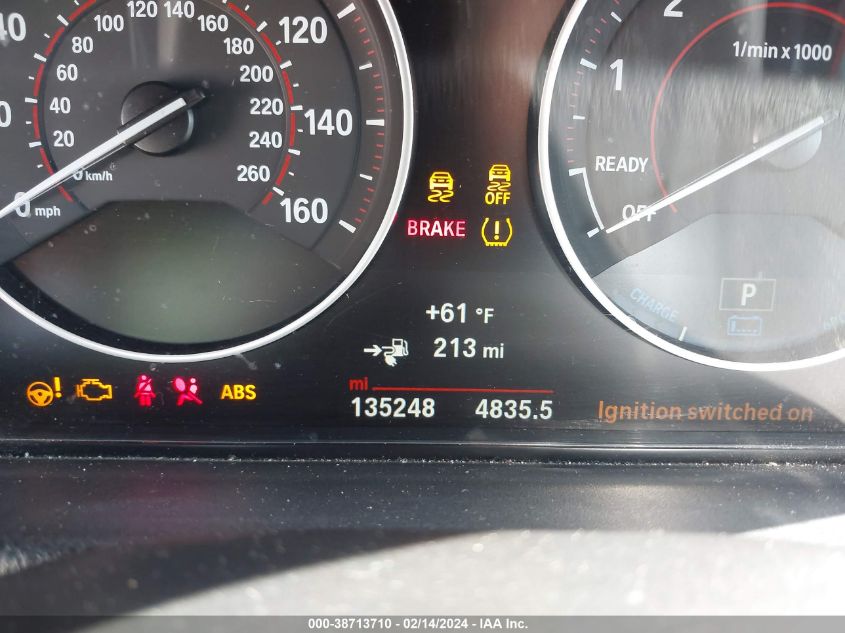 120 140
100 160
80 180
60 200
40 220
20 240
0 km/h 260
120
140
160
0 mph
2
1
1/min x 1000
READY
OFF
OFF
BRAKE
P
CHARGE
+61 °F
213 mi
ABS
mi
135248 4835.5
Ignition switched on
000-38713710 - 02/14/2024 - IAA Inc.